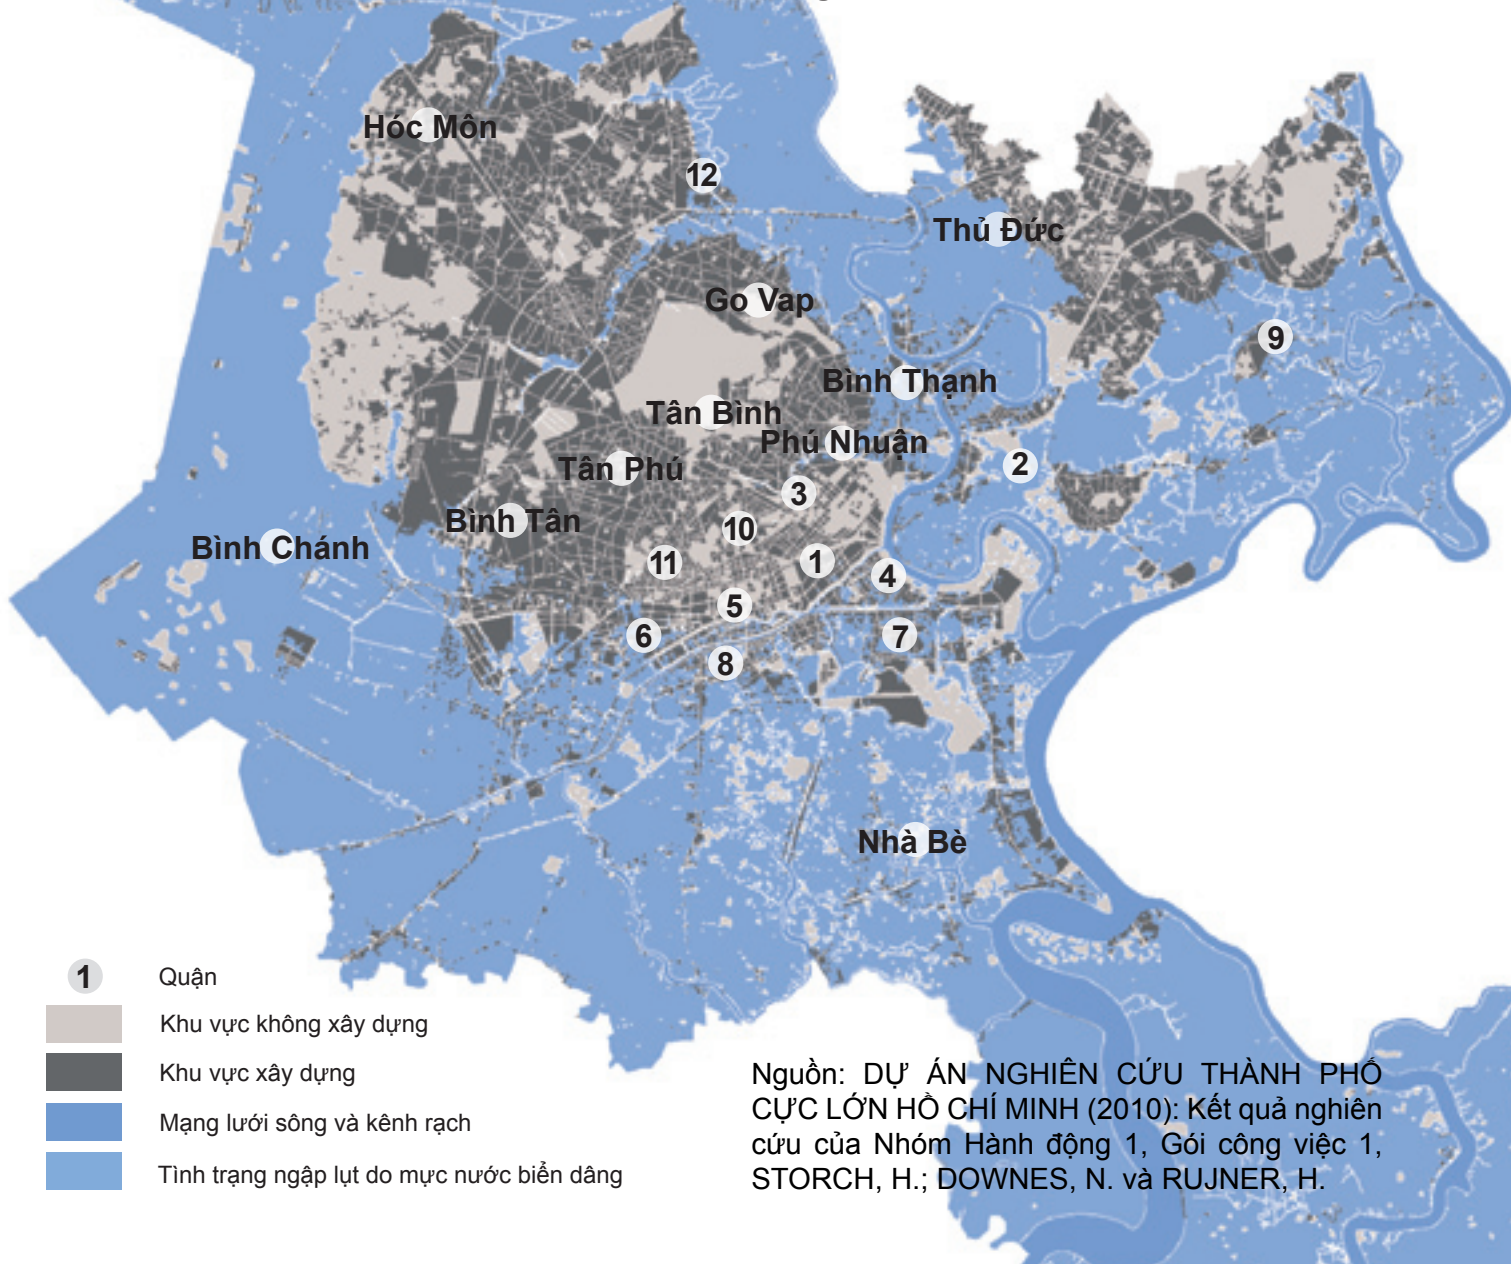 Hóc Môn
12
Thủ Đức
Go Vap
9
Bình Thạnh
Tân Bình
Phú Nhuận
Tân Phú
2
3
Bình Tân
10
Bình Chánh
11
1
4
5
6
7
8
Nhà Bè
1 Quận
Khu vực không xây dựng
Khu vực xây dựng
Mạng lưới sông và kênh rạch
Tình trạng ngập lụt do mực nước biển dâng
Nguồn: DỰ ÁN NGHIÊN CỨU THÀNH PHỐ
CỰC LỚN HỒ CHÍ MINH (2010): Kết quả nghiên
cứu của Nhóm Hành động 1, Gói công việc 1,
STORCH, H.; DOWNES, N. và RUJNER, H.